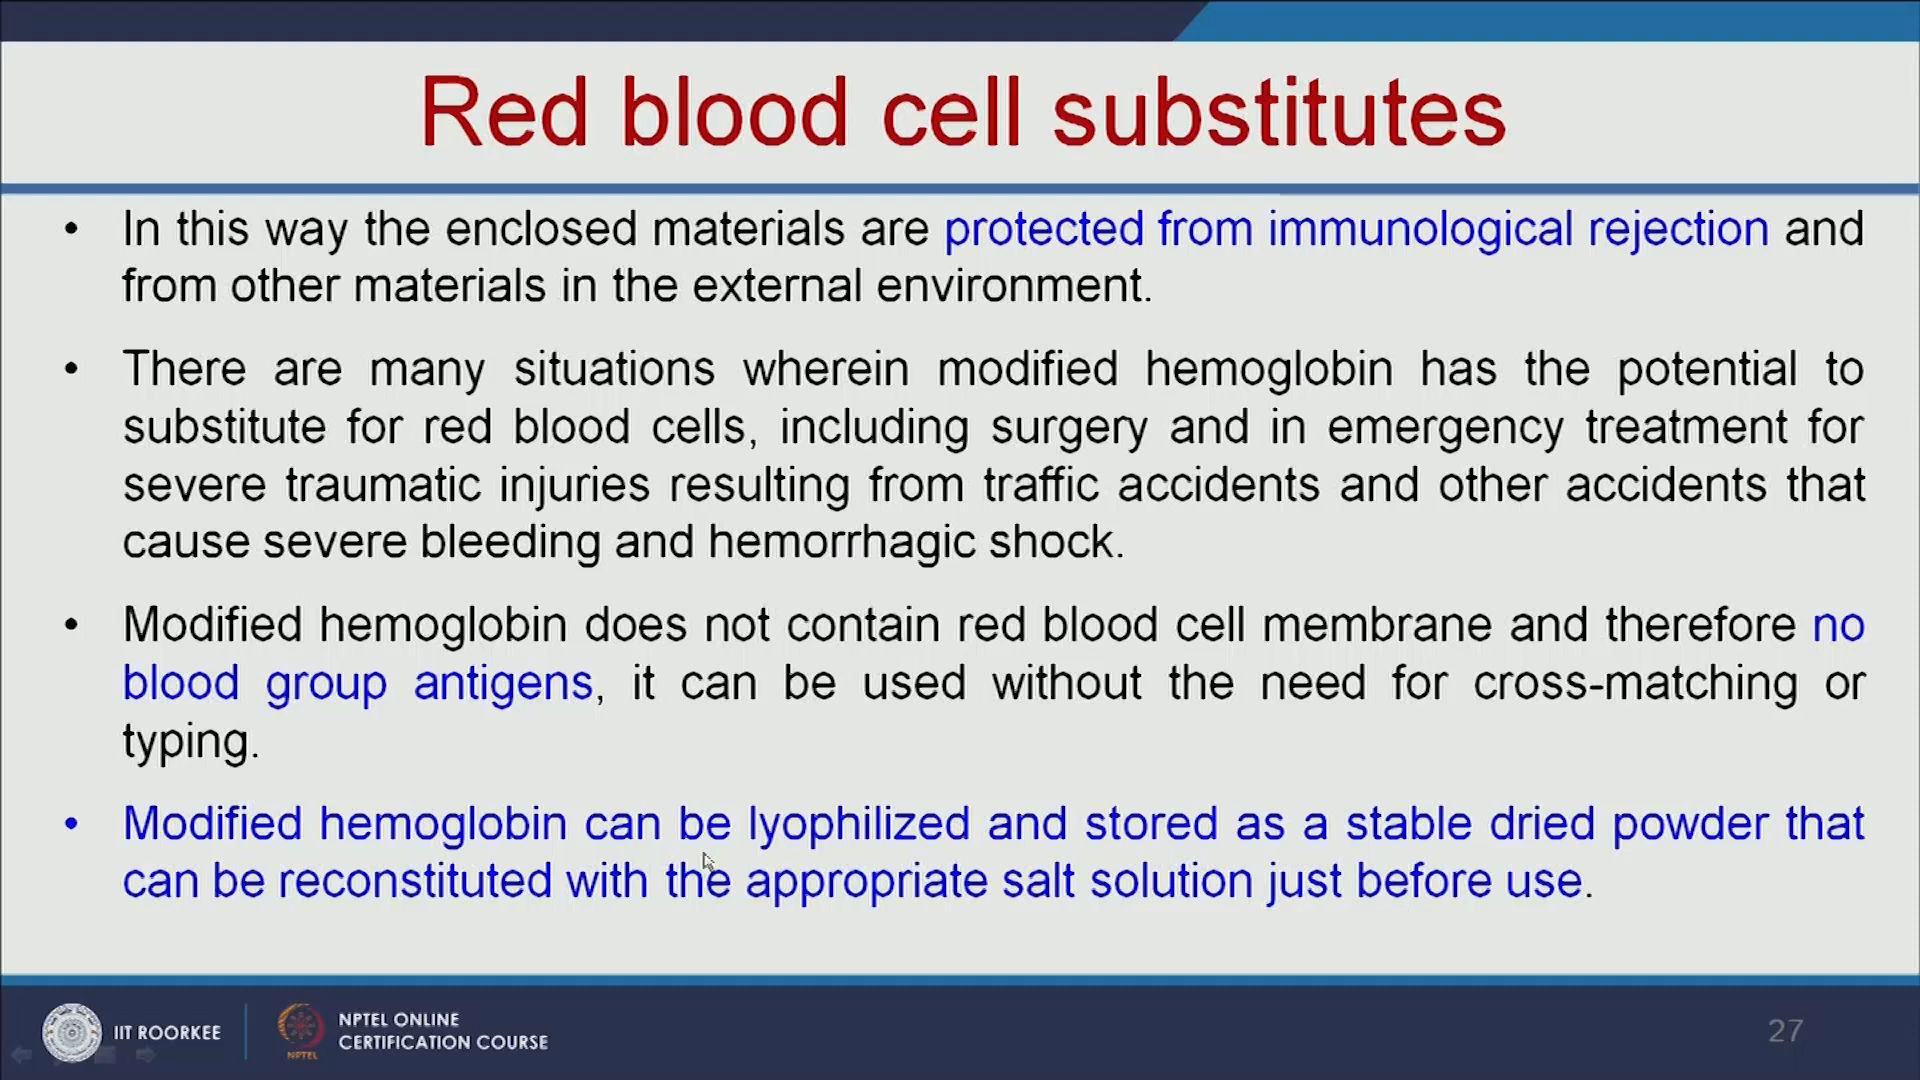 Red blood cell substitutes
• In this way the enclosed materials are protected from immunological rejection and
from other materials in the external environment.
• There are many situations wherein modified hemoglobin has the potential to
substitute for red blood cells, including surgery and in emergency treatment for
severe traumatic injuries resulting from traffic accidents and other accidents that
cause severe bleeding and hemorrhagic shock.
• Modified hemoglobin does not contain red blood cell membrane and therefore no
blood group antigens, it can be used without the need for cross-matching or
typing.
• Modified hemoglobin can be lyophilized and stored as a stable dried powder that
can be reconstituted with the appropriate salt solution just before use.
IIT ROORKEE
NPTEL
NPTEL ONLINE
CERTIFICATION COURSE
27